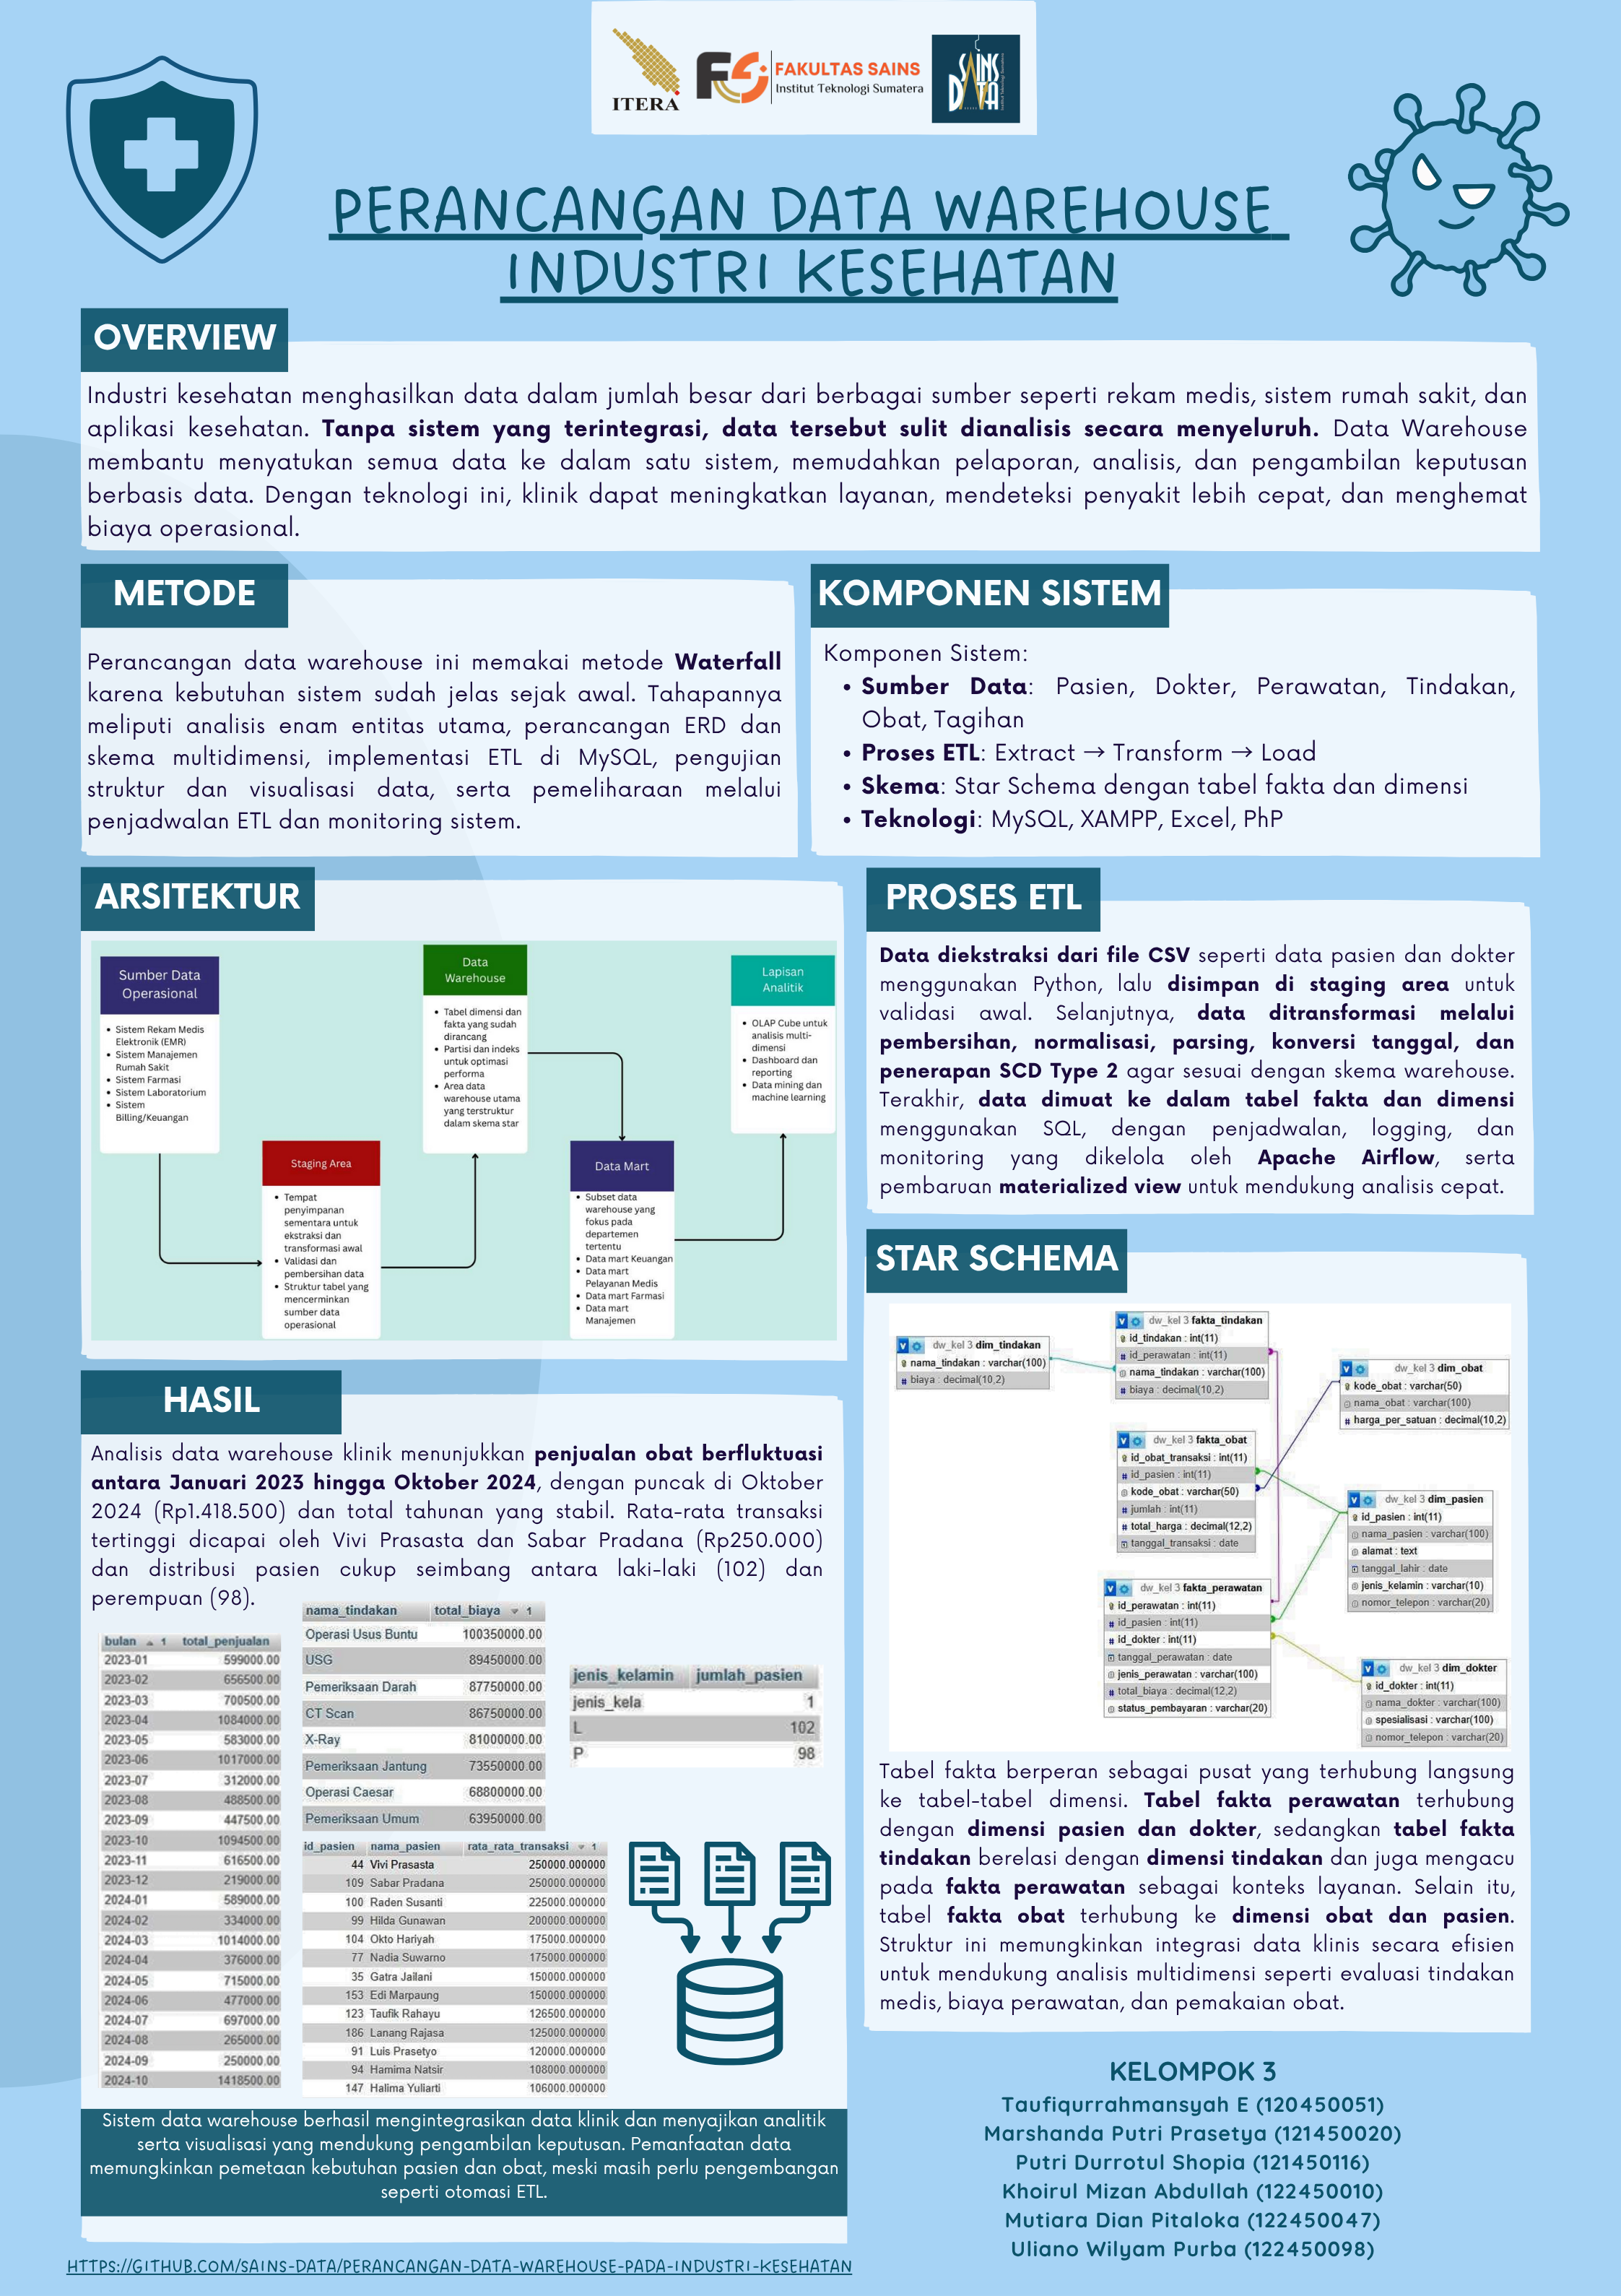 ITERA
FAKULTAS SAINS
Institut Teknologi Sumatera
SAINS
DATA
PERANCANGAN DATA WAREHOUSE
INDUSTRI KESEHATAN
OVERVIEW
Industri kesehatan menghasilkan data dalam jumlah besar dari berbagai sumber seperti rekam medis, sistem rumah sakit, dan
aplikasi kesehatan. Tanpa sistem yang terintegrasi, data tersebut sulit dianalisis secara menyeluruh. Data Warehouse
membantu menyatukan semua data ke dalam satu sistem, memudahkan pelaporan, analisis, dan pengambilan keputusan
berbasis data. Dengan teknologi ini, klinik dapat meningkatkan layanan, mendeteksi penyakit lebih cepat, dan menghemat
biaya operasional.
METODE
Perancangan data warehouse ini memakai metode Waterfall
karena kebutuhan sistem sudah jelas sejak awal. Tahapannya
meliputi analisis enam entitas utama, perancangan ERD dan
skema multidimensi, implementasi ETL di MySQL, pengujian
struktur dan visualisasi data, serta pemeliharaan melalui
penjadwalan ETL dan monitoring sistem.
KOMPONEN SISTEM
Komponen Sistem:
• Sumber Data: Pasien, Dokter, Perawatan, Tindakan,
Obat, Tagihan
• Proses ETL: Extract → Transform → Load
• Skema: Star Schema dengan tabel fakta dan dimensi
• Teknologi: MySQL, XAMPP, Excel, PhP
ARSITEKTUR
Sumber Data
Operasional
• Sistem Rekam Medis
Elektronik (EMR)
• Sistem Manajemen
Rumah Sakit
• Sistem Farmasi
• Sistem Laboratorium
• Sistem
Billing/Keuangan
Staging Area
• Tempat
penyimpanan
sementara untuk
ekstraksi dan
transformasi awal
• Validasi dan
pembersihan data
• Struktur tabel yang
mencerminkan
sumber data
operasional
Data
Warehouse
• Tabel dimensi dan
fakta yang sudah
dirancang
• Partisi dan indeks
untuk optimasi
performa
• Area data
warehouse utama
yang terstruktur
dalam skema star
Data Mart
• Subset data
warehouse yang
fokus pada
departemen
tertentu
• Data mart Keuangan
• Data mart
Pelayanan Medis
• Data mart Farmasi
• Data mart
Manajemen
Lapisan
Analitik
• OLAP Cube untuk
analisis multi-
dimensi
• Dashboard dan
reporting
• Data mining dan
machine learning
PROSES ETL
Data diekstraksi dari file CSV seperti data pasien dan dokter
menggunakan Python, lalu disimpan di staging area untuk
validasi awal. Selanjutnya, data ditransformasi melalui
pembersihan, normalisasi, parsing, konversi tanggal, dan
penerapan SCD Type 2 agar sesuai dengan skema warehouse.
Terakhir, data dimuat ke dalam tabel fakta dan dimensi
menggunakan SQL, dengan penjadwalan, logging, dan
monitoring yang dikelola oleh Apache Airflow, serta
pembaruan materialized view untuk mendukung analisis cepat.
STAR SCHEMA
dw_kel 3 dim_tindakan
nama_tindakan : varchar(100)
# biaya : decimal(10,2)
dw_kel 3 fakta_tindakan
id_tindakan : int(11)
# id_perawatan : int(11)
nama_tindakan : varchar(100)
# biaya : decimal(10,2)
dw_kel 3 dim_obat
kode_obat : varchar(50)
nama_obat : varchar(100)
# harga_per_satuan : decimal(10,2)
dw_kel 3 fakta_obat
id_obat_transaksi : int(11)
# id_pasien : int(11)
kode_obat : varchar(50)
# jumlah : int(11)
# total_harga : decimal(12,2)
tanggal_transaksi : date
dw_kel 3 dim_pasien
id_pasien : int(11)
nama_pasien : varchar(100)
alamat : text
tanggal_lahir : date
jenis_kelamin : varchar(10)
nomor_telepon : varchar(20)
dw_kel 3 fakta_perawatan
id_perawatan : int(11)
# id_pasien : int(11)
# id_dokter : int(11)
tanggal_perawatan : date
jenis_perawatan : varchar(100)
# total_biaya : decimal(12,2)
status_pembayaran : varchar(20)
dw_kel 3 dim_dokter
id_dokter : int(11)
nama_dokter : varchar(100)
spesialisasi : varchar(100)
nomor_telepon : varchar(20)
Tabel fakta berperan sebagai pusat yang terhubung langsung
ke tabel-tabel dimensi. Tabel fakta perawatan terhubung
dengan dimensi pasien dan dokter, sedangkan tabel fakta
tindakan berelasi dengan dimensi tindakan dan juga mengacu
pada fakta perawatan sebagai konteks layanan. Selain itu,
tabel fakta obat terhubung ke dimensi obat dan pasien.
Struktur ini memungkinkan integrasi data klinis secara efisien
untuk mendukung analisis multidimensi seperti evaluasi tindakan
medis, biaya perawatan, dan pemakaian obat.
HASIL
Analisis data warehouse klinik menunjukkan penjualan obat berfluktuasi
antara Januari 2023 hingga Oktober 2024, dengan puncak di Oktober
2024 (Rp1.418.500) dan total tahunan yang stabil. Rata-rata transaksi
tertinggi dicapai oleh Vivi Prasasta dan Sabar Pradana (Rp250.000)
dan distribusi pasien cukup seimbang antara laki-laki (102) dan
perempuan (98).
bulan 1 total_penjualan
2023-01 599000.00
2023-02 656500.00
2023-03 700500.00
2023-04 1084000.00
2023-05 583000.00
2023-06 1017000.00
2023-07 312000.00
2023-08 488500.00
2023-09 447500.00
2023-10 1094500.00
2023-11 616500.00
2023-12 219000.00
2024-01 589000.00
2024-02 334000.00
2024-03 1014000.00
2024-04 376000.00
2024-05 715000.00
2024-06 477000.00
2024-07 697000.00
2024-08 265000.00
2024-09 250000.00
2024-10 1418500.00
nama_tindakan total_biaya 1
Operasi Usus Buntu 100350000.00
USG 89450000.00
Pemeriksaan Darah 87750000.00
CT Scan 86750000.00
X-Ray 81000000.00
Pemeriksaan Jantung 73550000.00
Operasi Caesar 68800000.00
Pemeriksaan Umum 63950000.00
jenis_kelamin jumlah_pasien
jenis_kela 1
L 102
P 98
id_pasien nama_pasien rata_rata_transaksi 1
44 Vivi Prasasta 250000.000000
109 Sabar Pradana 250000.000000
100 Raden Susanti 225000.000000
99 Hilda Gunawan 200000.000000
104 Okto Hariyah 175000.000000
77 Nadia Suwarno 175000.000000
35 Gatra Jailani 150000.000000
153 Edi Marpaung 150000.000000
123 Taufik Rahayu 126500.000000
186 Lanang Rajasa 125000.000000
91 Luis Prasetyo 120000.000000
94 Hamima Natsir 108000.000000
147 Halima Yuliarti 106000.000000
Sistem data warehouse berhasil mengintegrasikan data klinik dan menyajikan analitik
serta visualisasi yang mendukung pengambilan keputusan. Pemanfaatan data
memungkinkan pemetaan kebutuhan pasien dan obat, meski masih perlu pengembangan
seperti otomasi ETL.
KELOMPOK 3
Taufiqurrahmansyah E (120450051)
Marshanda Putri Prasetya (121450020)
Putri Durrotul Shopia (121450116)
Khoirul Mizan Abdullah (122450010)
Mutiara Dian Pitaloka (122450047)
Uliano Wilyam Purba (122450098)
HTTPS://GITHUB.COM/SAINS-DATA/PERANCANGAN-DATA-WAREHOUSE-PADA-INDUSTRI-KESEHATAN